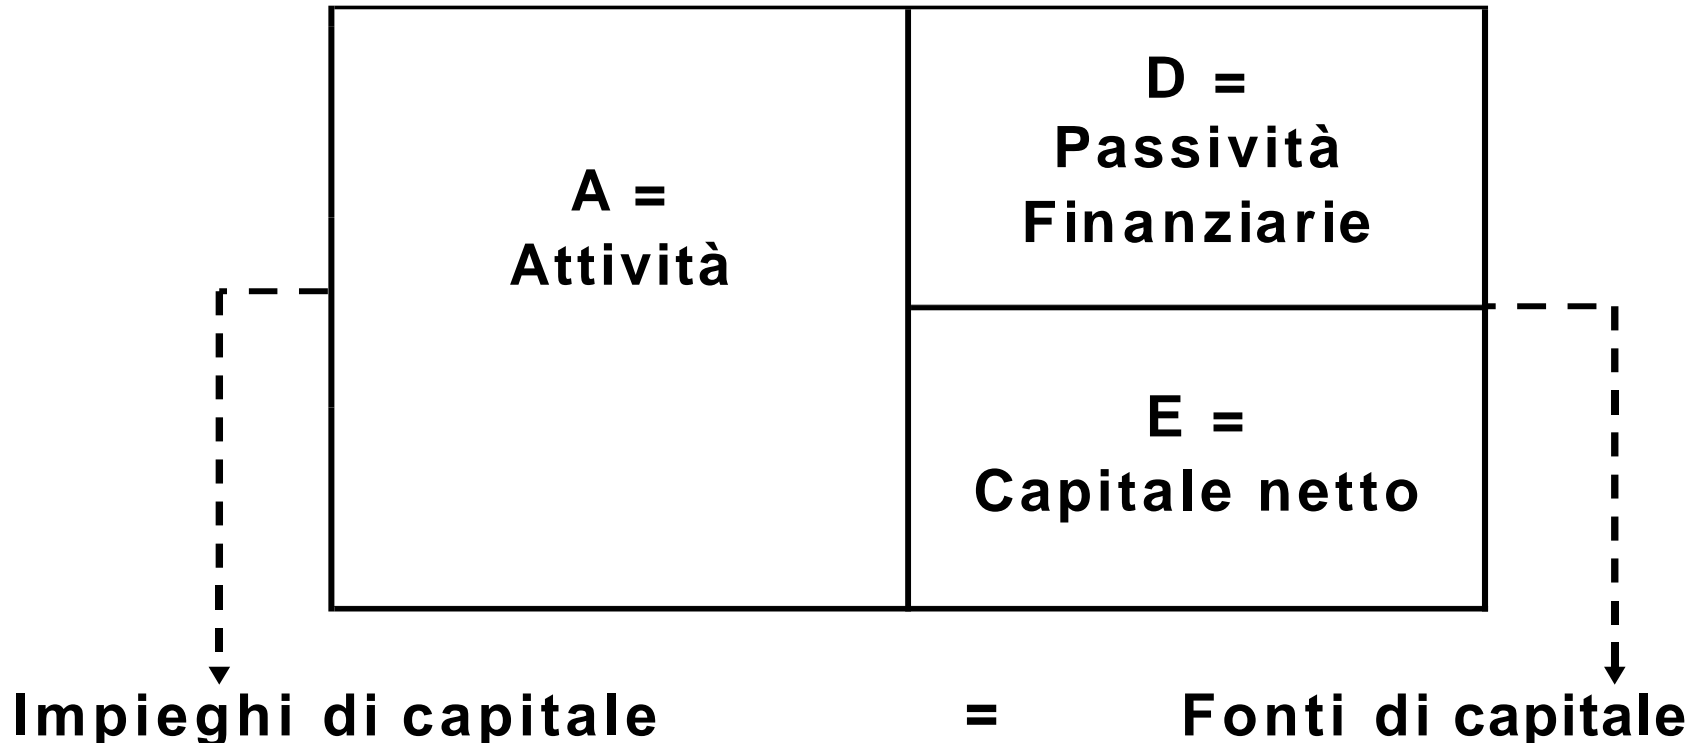 A =
Attività
D =
Passività
Finanziarie
E =
Capitale netto
Impieghi di capitale = Fonti di capitale